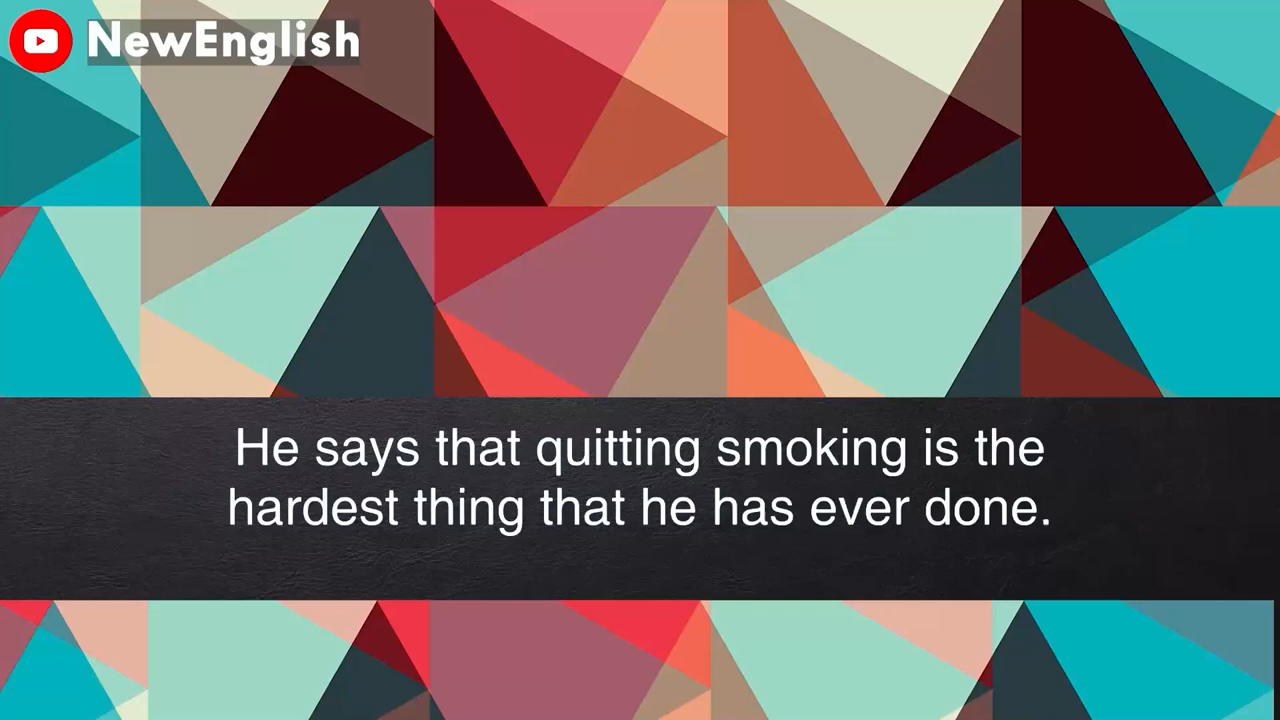 NewEnglish
He says that quitting smoking is the
hardest thing that he has ever done.